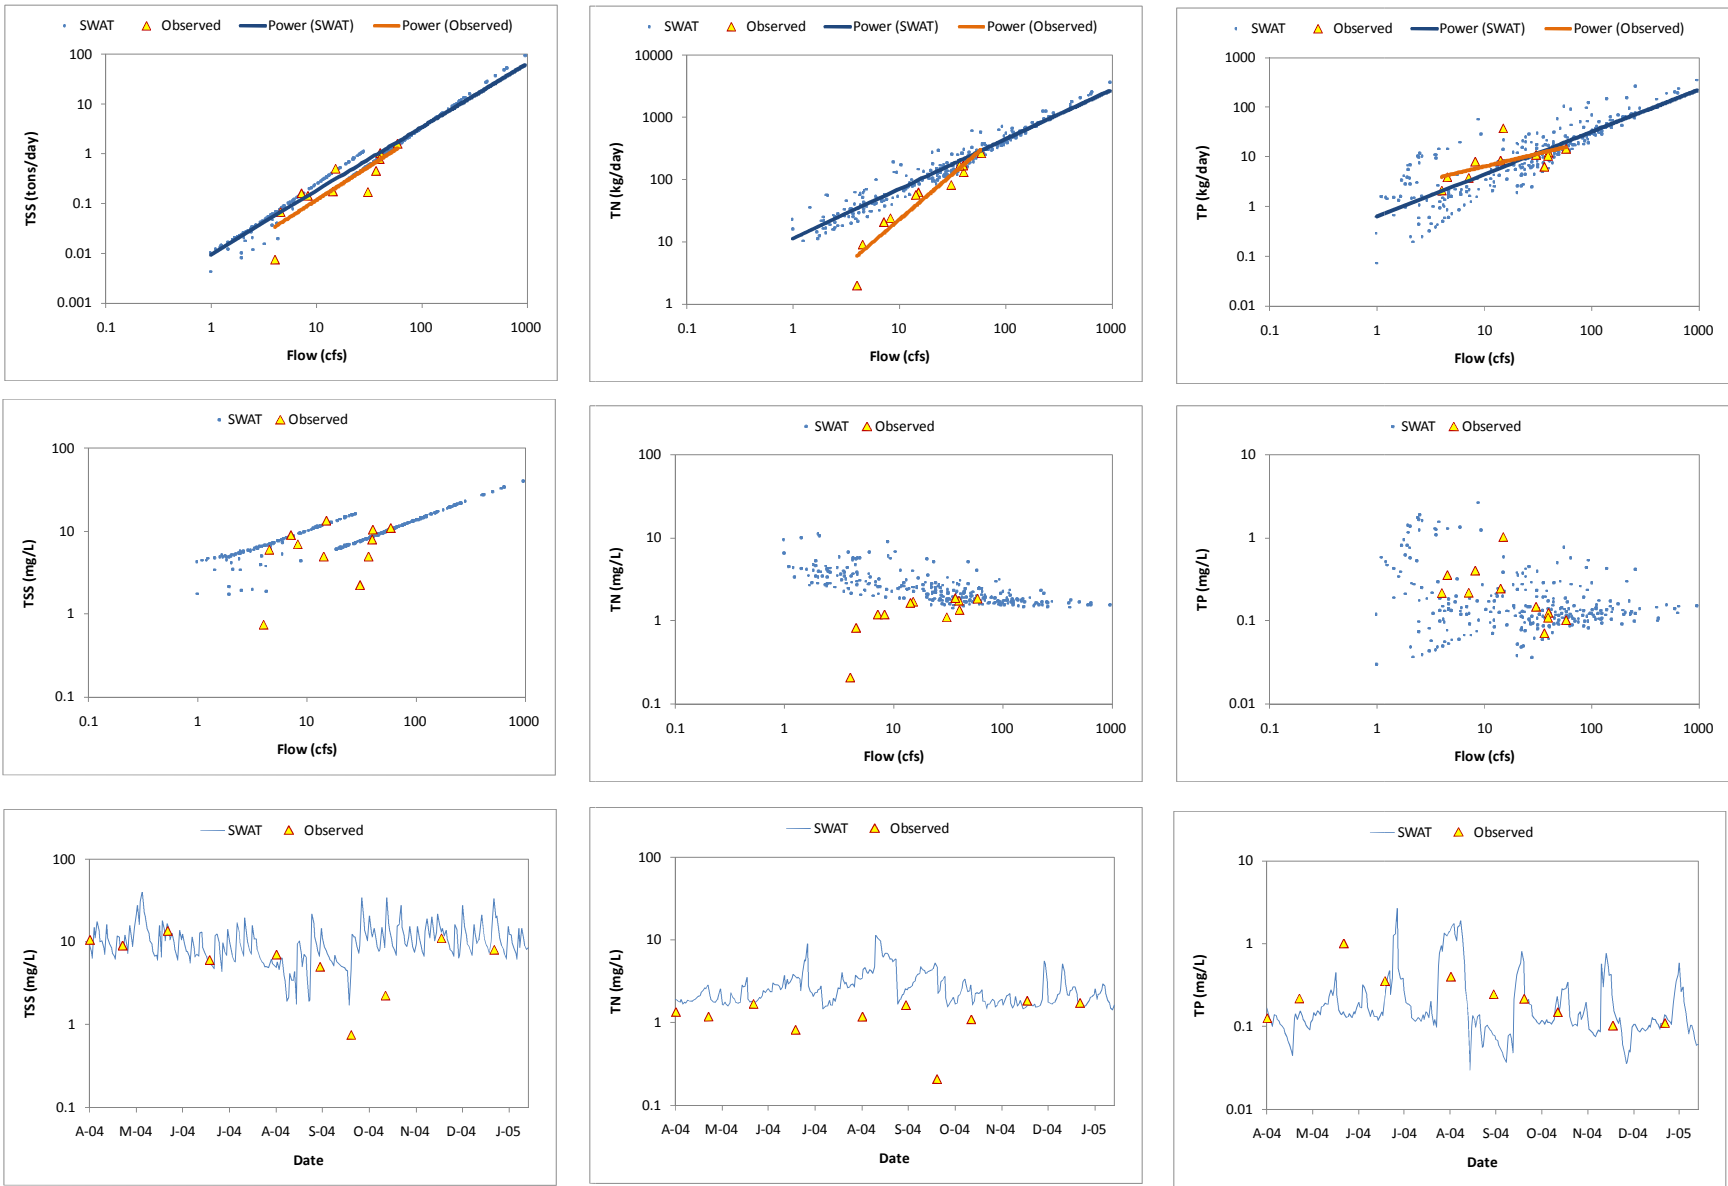 SWAT Observed Power (SWAT) Power (Observed)
TSS (tons/day)
100
10
1
0.1
0.01
0.001
0.1 1 10 100 1000
Flow (cfs)
SWAT Observed Power (SWAT) Power (Observed)
TN (kg/day)
10000
1000
100
10
1
0.1 1 10 100 1000
Flow (cfs)
SWAT Observed Power (SWAT) Power (Observed)
TP (kg/day)
1000
100
10
1
0.1
0.01
0.1 1 10 100 1000
Flow (cfs)
SWAT Observed
TSS (mg/L)
100
10
1
0.1
0.1 1 10 100 1000
Flow (cfs)
SWAT Observed
TN (mg/L)
100
10
1
0.1
0.1 1 10 100 1000
Flow (cfs)
SWAT Observed
TP (mg/L)
10
1
0.1
0.01
0.1 1 10 100 1000
Flow (cfs)
SWAT Observed
TSS (mg/L)
100
10
1
0.1
A-04 M-04 J-04 J-04 A-04 S-04 O-04 N-04 D-04 J-05
Date
SWAT Observed
TN (mg/L)
100
10
1
0.1
A-04 M-04 J-04 J-04 A-04 S-04 O-04 N-04 D-04 J-05
Date
SWAT Observed
TP (mg/L)
10
1
0.1
0.01
A-04 M-04 J-04 J-04 A-04 S-04 O-04 N-04 D-04 J-05
Date